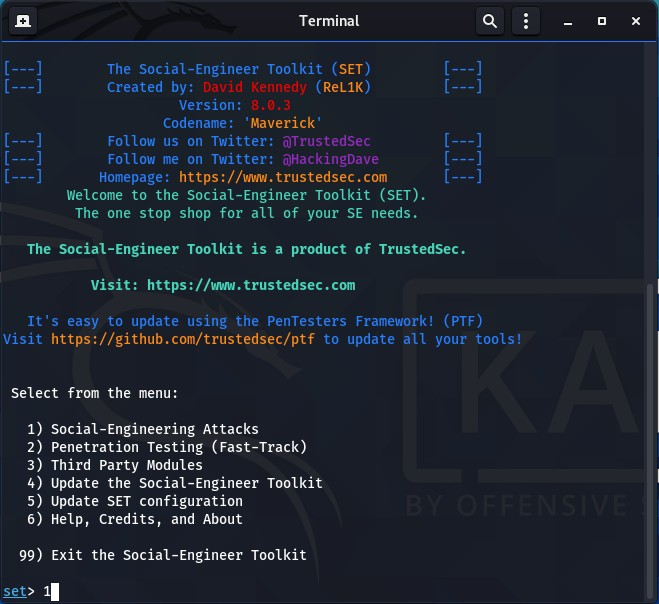 Terminal
[---] The Social-Engineer Toolkit (SET) [---]
[---] Created by: David Kennedy (ReL1K) [---]
Version: 8.0.3
Codename: 'Maverick'
[---] Follow us on Twitter: @TrustedSec [---]
[---] Follow me on Twitter: @HackingDave [---]
[---] Homepage: https://www.trustedsec.com [---]
Welcome to the Social-Engineer Toolkit (SET).
The one stop shop for all of your SE needs.
The Social-Engineer Toolkit is a product of TrustedSec.
Visit: https://www.trustedsec.com
It's easy to update using the PenTesters Framework! (PTF)
Visit https://github.com/trustedsec/ptf to update all your tools!
Select from the menu:
1) Social-Engineering Attacks
2) Penetration Testing (Fast-Track)
3) Third Party Modules
4) Update the Social-Engineer Toolkit
5) Update SET configuration
6) Help, Credits, and About
99) Exit the Social-Engineer Toolkit
set> 1
KA
BY OFFENSIVE S